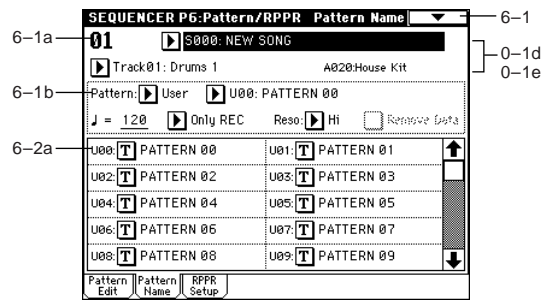 SEQUENCER P6:Pattern/RPPR Pattern Name
6–1
6–1a
01 S000: NEW SONG
0–1d
Track01: Drums 1 A020:House Kit
0–1e
6–1b
Pattern: User U00: PATTERN 00
♩ = 120 Only REC Reso: Hi Remove Data
6–2a
U00: T PATTERN 00 U01: T PATTERN 01
U02: T PATTERN 02 U03: T PATTERN 03
U04: T PATTERN 04 U05: T PATTERN 05
U06: T PATTERN 06 U07: T PATTERN 07
U08: T PATTERN 08 U09: T PATTERN 09
Pattern Edit Pattern Name RPPR Setup